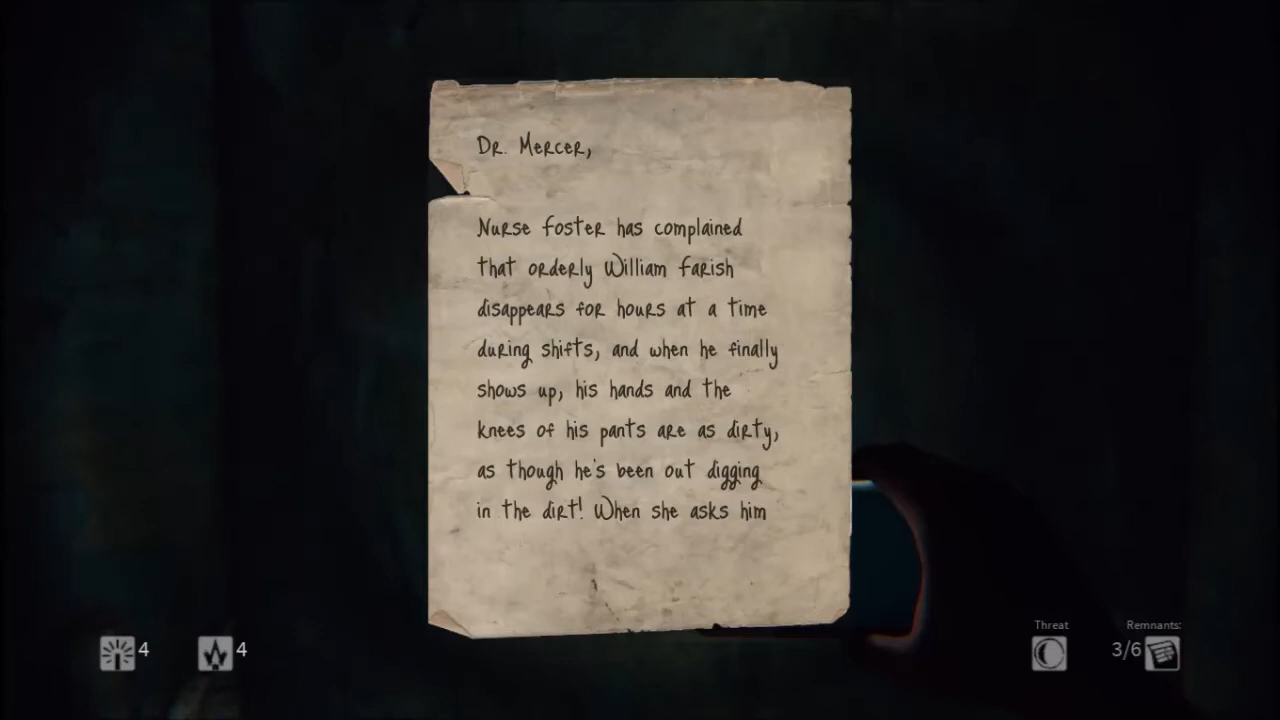 Dr. Mercer,
Nurse Foster has complained
that orderly William Farish
disappears for hours at a time
during shifts, and when he finally
shows up, his hands and the
knees of his pants are as dirty,
as though he's been out digging
in the dirt! When she asks him
4
4
Threat
Remnants:
3/6